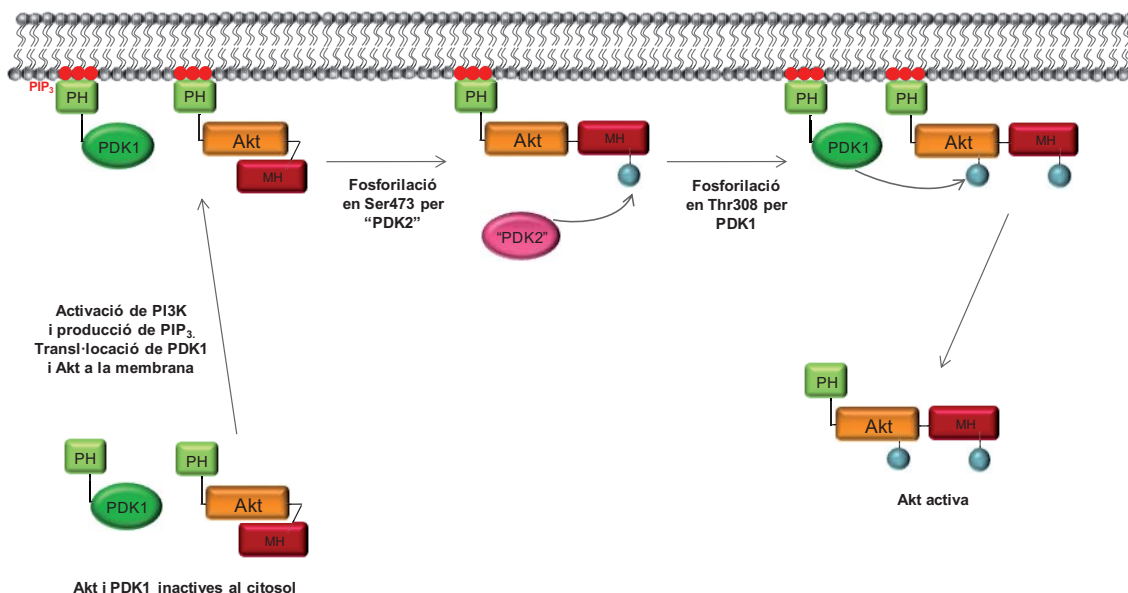 PIP3
PH
PH
PH
PH
PH
PDK1
Akt
MH
Akt
MH
PDK1
Akt
MH
Fosforilació
en Ser473 per
“PDK2”
Fosforilació
en Thr308 per
PDK1
“PDK2”
Activació de PI3K
i producció de PIP3.
Transl·locació de PDK1
i Akt a la membrana
PH
Akt
MH
PH
PDK1
PH
Akt
MH
Akt activa
Akt i PDK1 inactives al citosol